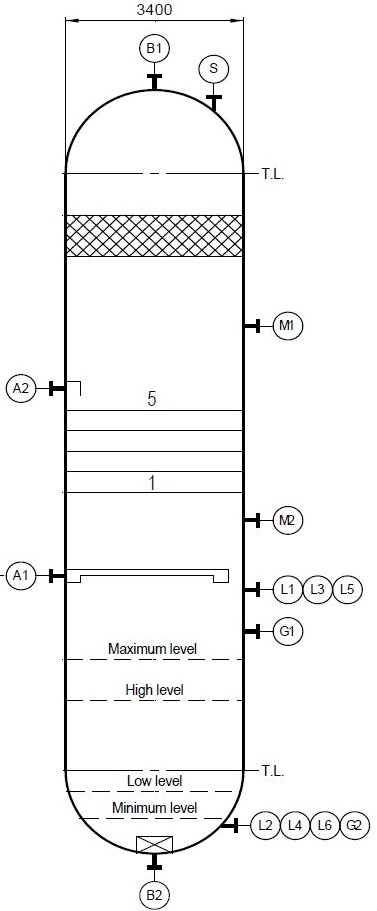 3400
B1
S
T.L.
M1
A2
5
1
M2
A1
L1 L3 L5
G1
Maximum level
High level
T.L.
Low level
Minimum level
L2 L4 L6 G2
B2